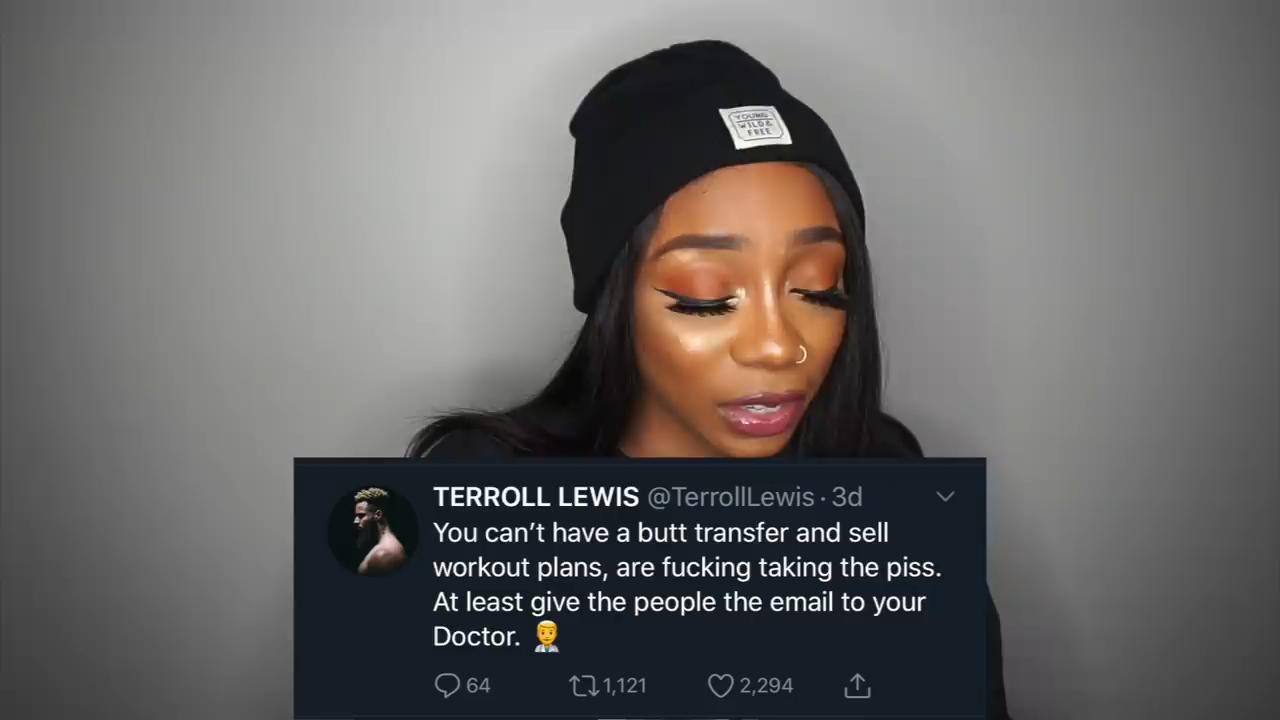 YOUNG
WILD &
FREE
TERROLL LEWIS @TerrollLewis · 3d
You can’t have a butt transfer and sell
workout plans, are fucking taking the piss.
At least give the people the email to your
Doctor. 👨‍⚕️
64 1,121 2,294